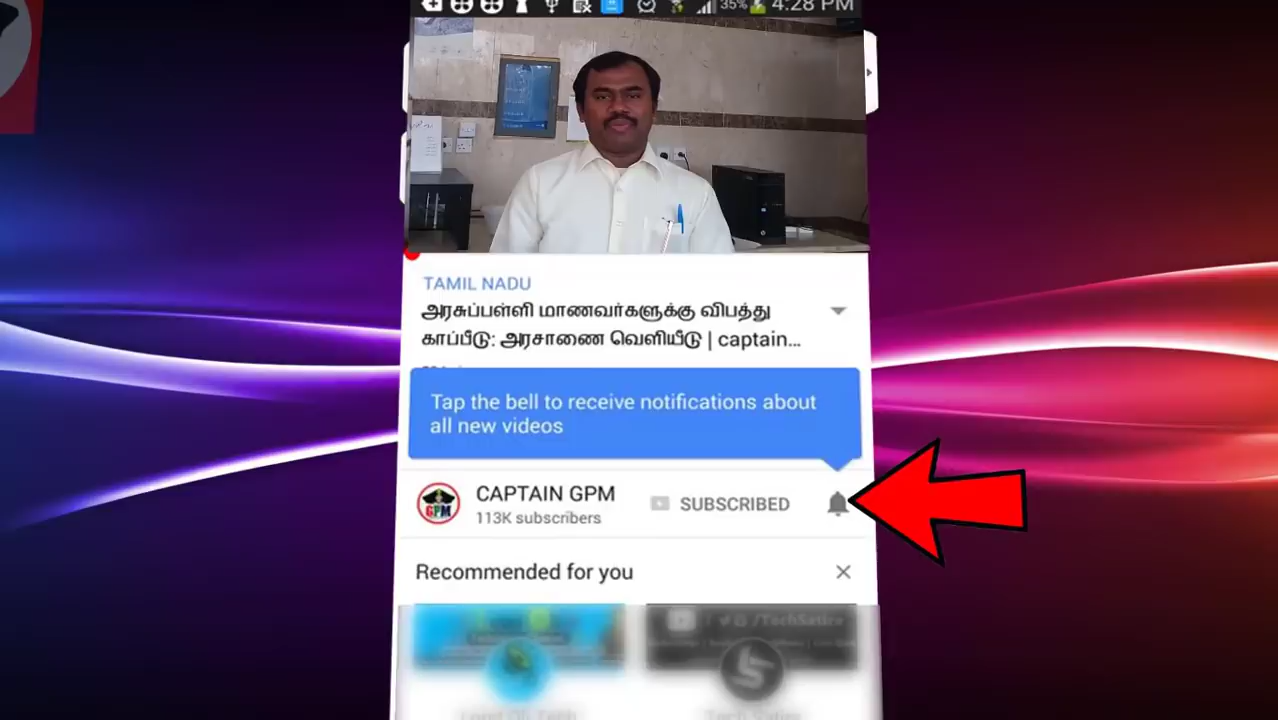 35% 4:28 PM
TAMIL NADU
அரசுப்பள்ளி மாணவர்களுக்கு விபத்து
காப்பீடு: அரசாணை வெளியீடு | captain...
Tap the bell to receive notifications about
all new videos
CAPTAIN GPM
SUBSCRIBED
113K subscribers
GPM
Recommended for you
/TechSatire